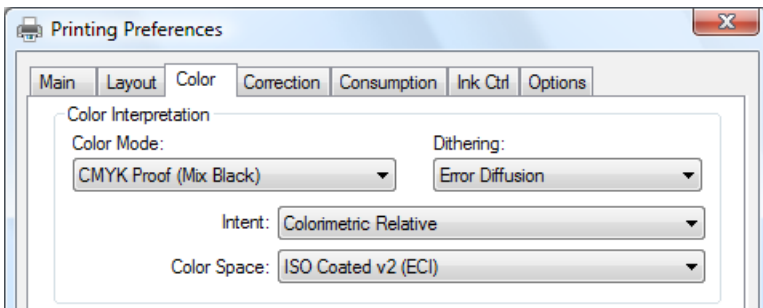 Printing Preferences
Main Layout Color Correction Consumption Ink Ctrl Options
Color Interpretation
Color Mode: Dithering:
CMYK Proof (Mix Black) Error Diffusion
Intent: Colorimetric Relative
Color Space: ISO Coated v2 (ECI)